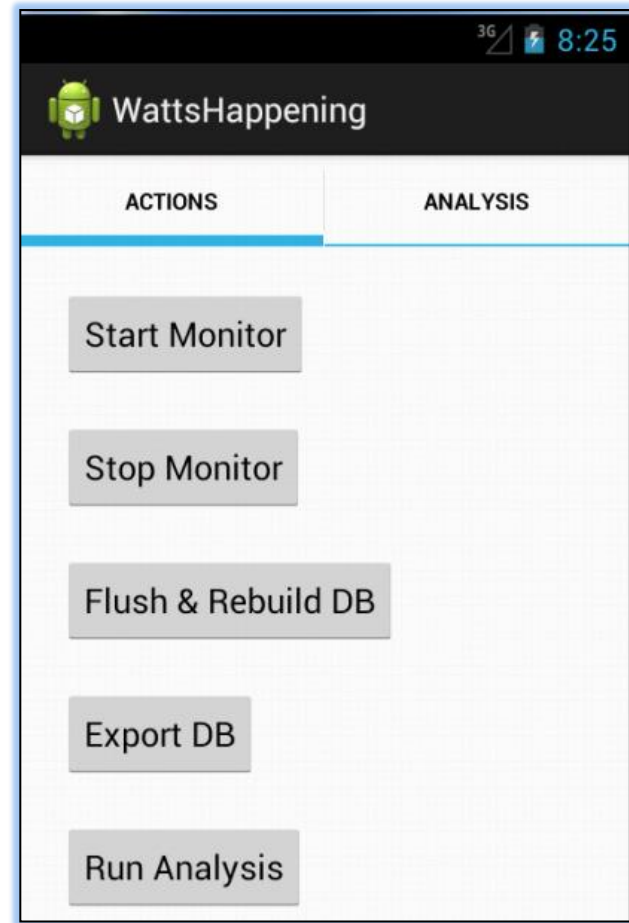 3G 8:25
WattsHappening
ACTIONS ANALYSIS
Start Monitor
Stop Monitor
Flush & Rebuild DB
Export DB
Run Analysis